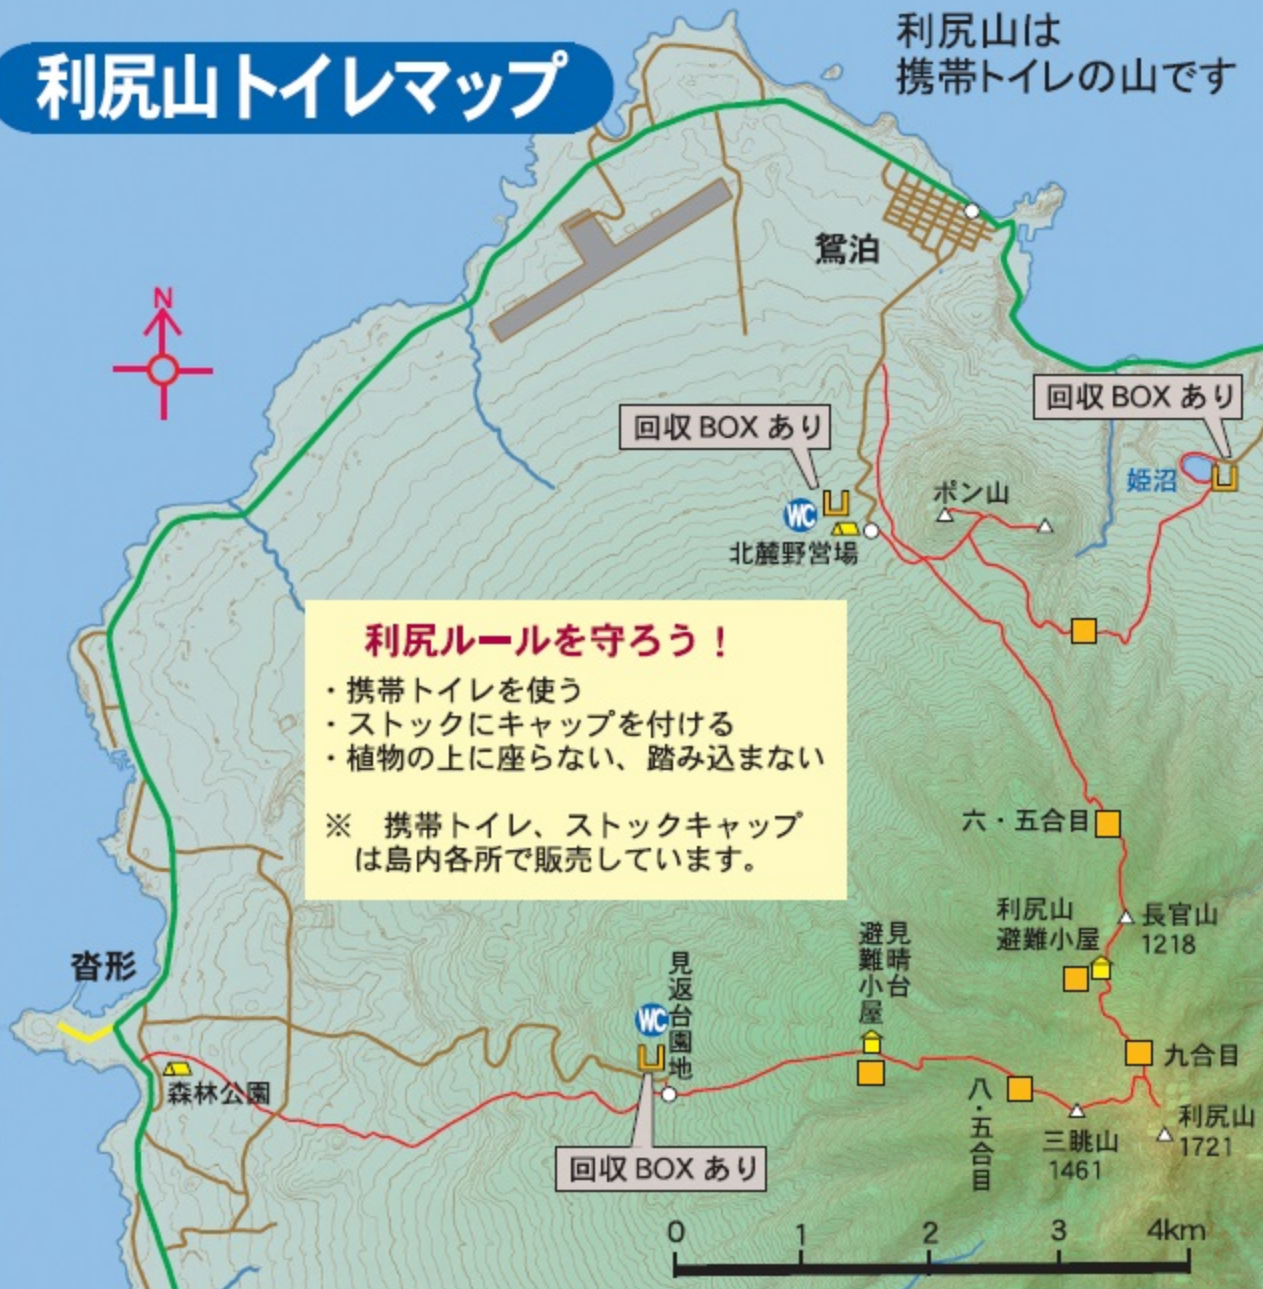 利尻山トイレマップ
利尻山は
携帯トイレの山です
N
鴛泊
回収 BOX あり
回収 BOX あり
姫沼
ポン山
WC
北麓野営場
利尻ルールを守ろう！
・携帯トイレを使う
・ストックにキャップを付ける
・植物の上に座らない、踏み込まない
※　携帯トイレ、ストックキャップ
は島内各所で販売しています。
六・五合目
利尻山
避難小屋
長官山
1218
沓形
見晴台
避難小屋
見返台園地
WC
九合目
森林公園
八・五合目
三眺山
1461
利尻山
1721
回収 BOX あり
0 1 2 3 4km